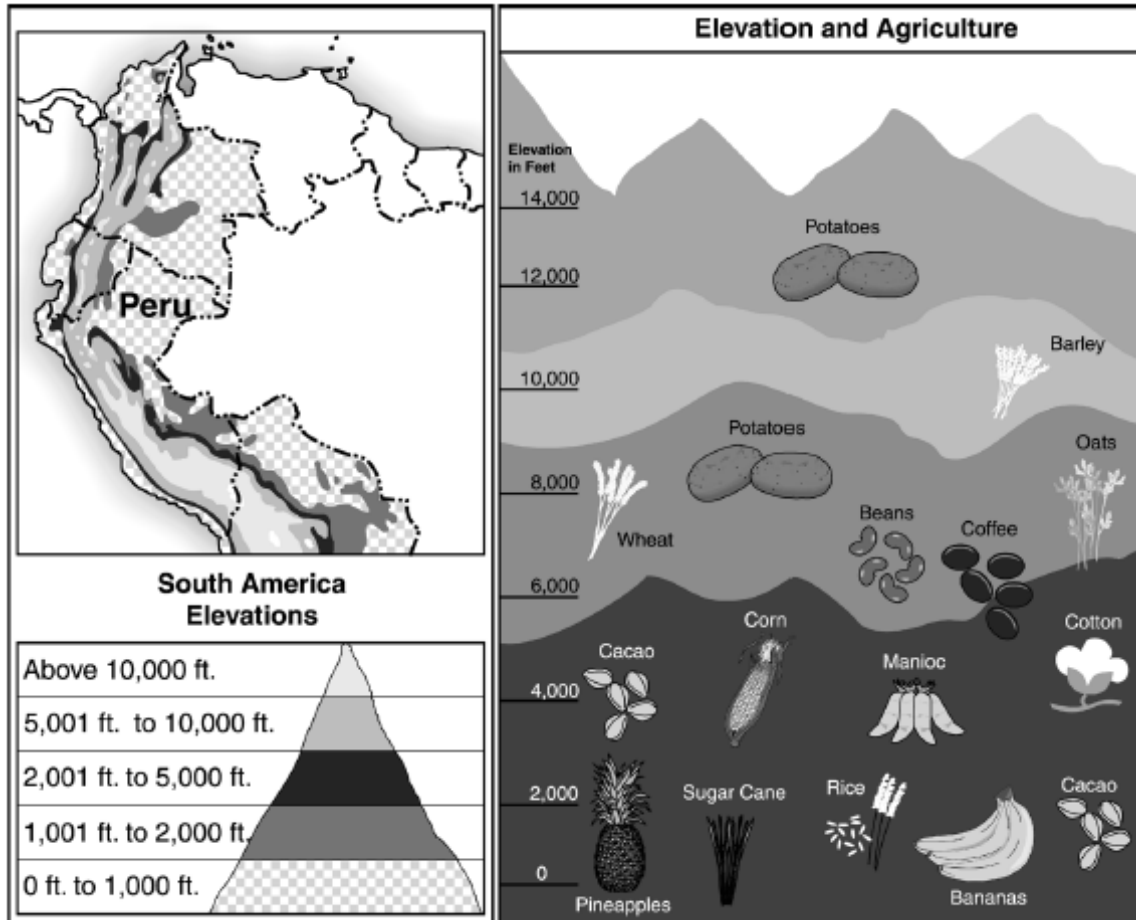 Peru
South America
Elevations
Above 10,000 ft.
5,001 ft. to 10,000 ft.
2,001 ft. to 5,000 ft.
1,001 ft. to 2,000 ft.
0 ft. to 1,000 ft.
Elevation and Agriculture
Elevation
in Feet
14,000
Potatoes
12,000
Barley
10,000
Potatoes
Oats
8,000
Beans
Coffee
Wheat
6,000
Corn
Cotton
Cacao
Manioc
4,000
2,000
Sugar Cane
Rice
Cacao
0
Pineapples
Bananas